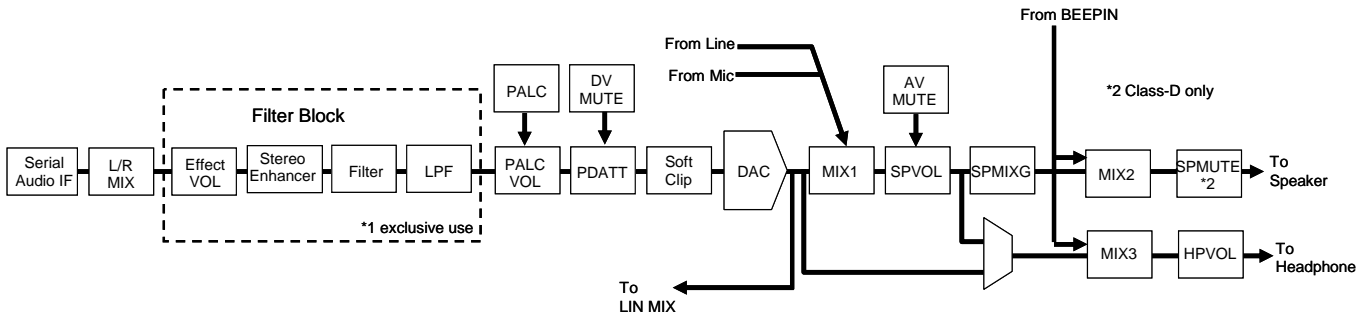 From BEEPIN
From Line
From Mic
*2 Class-D only
PALC
DV
MUTE
AV
MUTE
Filter Block
Serial
Audio IF
L/R
MIX
Effect
VOL
Stereo
Enhancer
Filter
LPF
PALC
VOL
PDATT
Soft
Clip
DAC
MIX1
SPVOL
SPMIXG
MIX2
SPMUTE
*2
To
Speaker
*1 exclusive use
MIX3
HPVOL
To
Headphone
To
LIN MIX